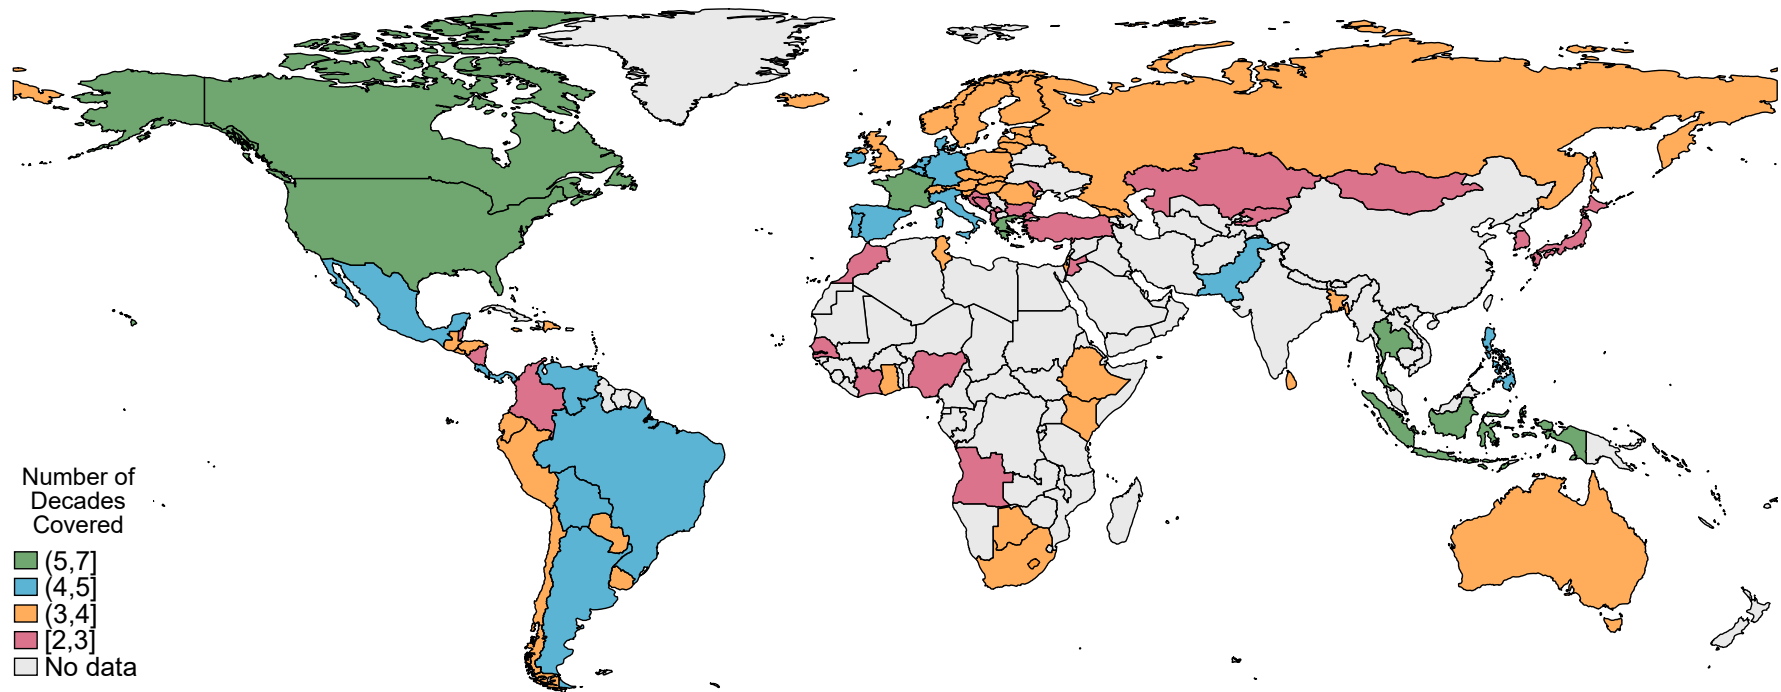 Number of
Decades
Covered
(5,7]
(4,5]
(3,4]
[2,3]
No data